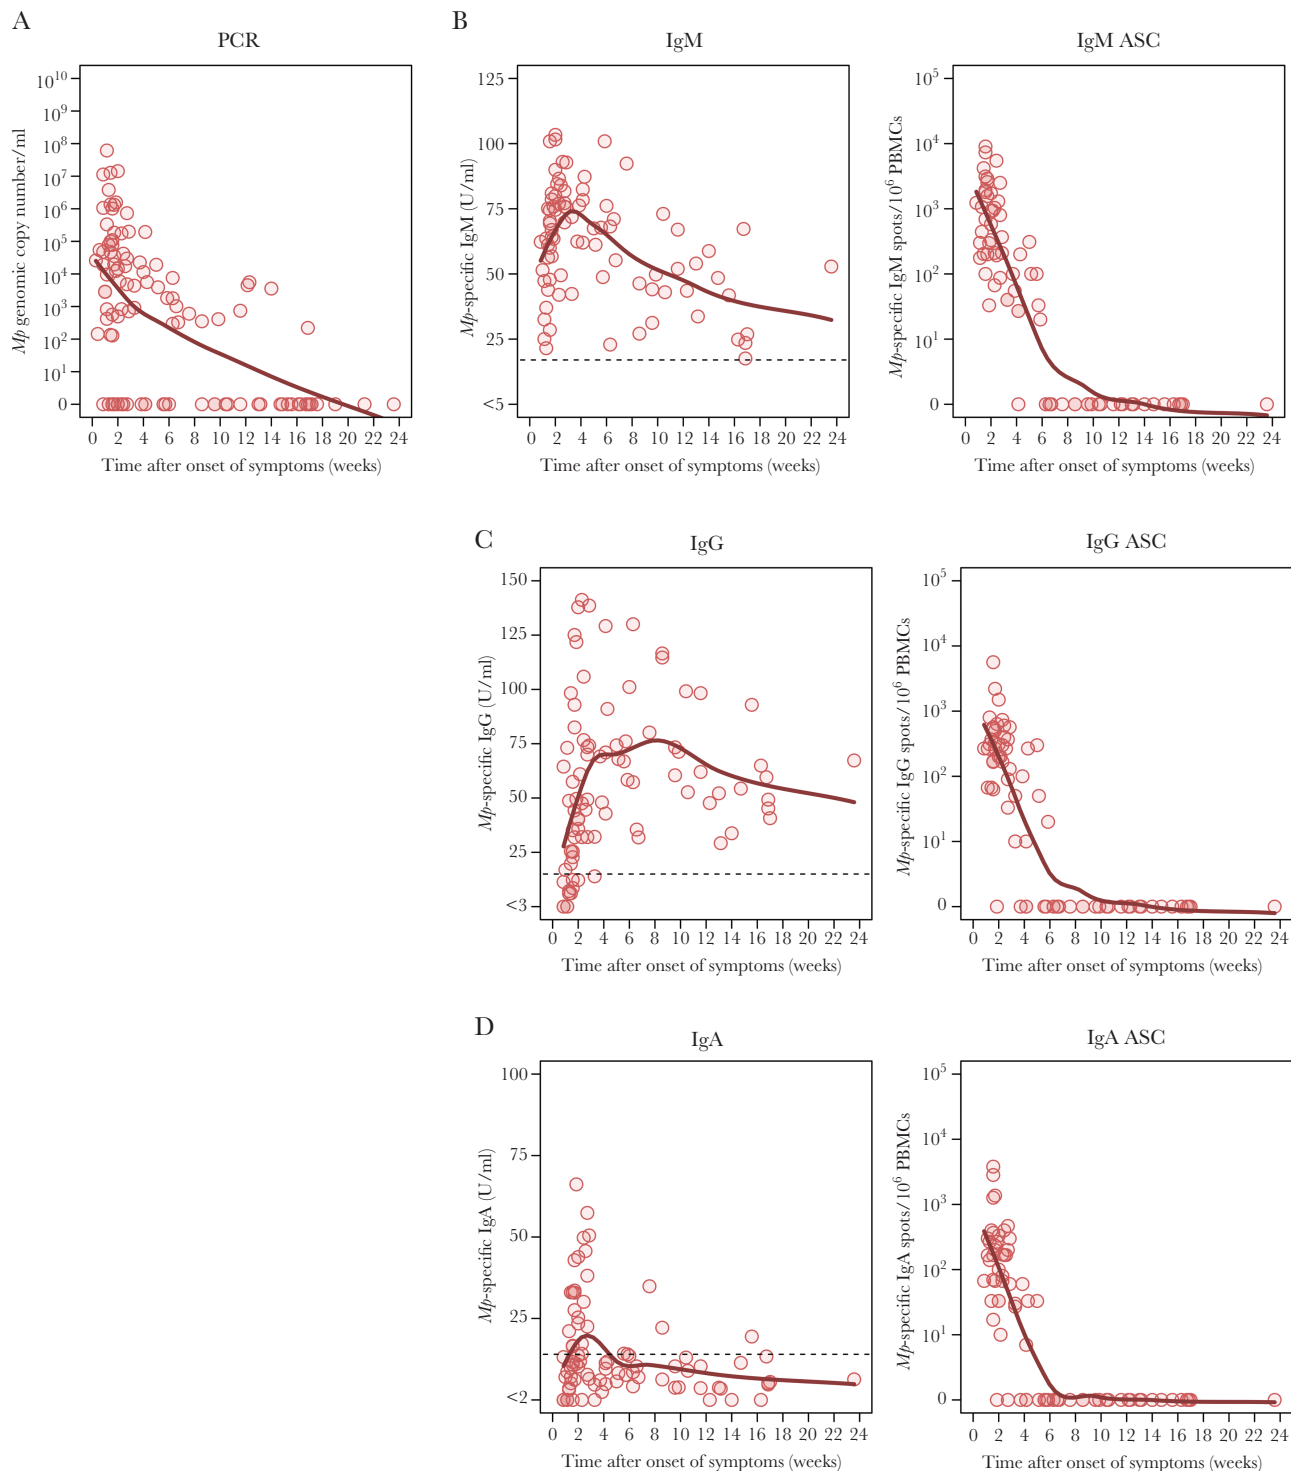 A
PCR
Mp genomic copy number/ml
10^10
10^9
10^8
10^7
10^6
10^5
10^4
10^3
10^2
10^1
0
0 2 4 6 8 10 12 14 16 18 20 22 24
Time after onset of symptoms (weeks)
B
IgM
Mp-specific IgM (U/ml)
125
100
75
50
25
<5
0 2 4 6 8 10 12 14 16 18 20 22 24
Time after onset of symptoms (weeks)
IgM ASC
Mp-specific IgM spots/10^6 PBMCs
10^5
10^4
10^3
10^2
10^1
0
0 2 4 6 8 10 12 14 16 18 20 22 24
Time after onset of symptoms (weeks)
C
IgG
Mp-specific IgG (U/ml)
150
125
100
75
50
25
<3
0 2 4 6 8 10 12 14 16 18 20 22 24
Time after onset of symptoms (weeks)
IgG ASC
Mp-specific IgG spots/10^6 PBMCs
10^5
10^4
10^3
10^2
10^1
0
0 2 4 6 8 10 12 14 16 18 20 22 24
Time after onset of symptoms (weeks)
D
IgA
Mp-specific IgA (U/ml)
100
75
50
25
<2
0 2 4 6 8 10 12 14 16 18 20 22 24
Time after onset of symptoms (weeks)
IgA ASC
Mp-specific IgA spots/10^6 PBMCs
10^5
10^4
10^3
10^2
10^1
0
0 2 4 6 8 10 12 14 16 18 20 22 24
Time after onset of symptoms (weeks)